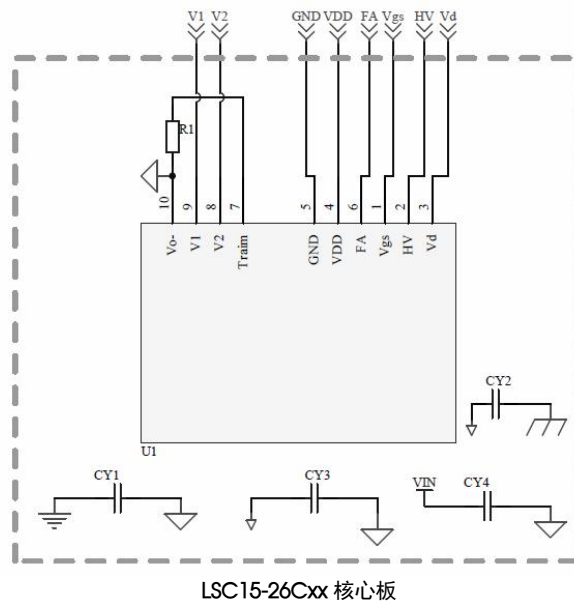 V1 V2 GND VDD FA Vgs HV Vd
R1
10 9 8 7 5 4 6 1 2 3
Vo- V1 V2 Traim GND VDD FA Vgs HV Vd
CY2
U1
CY1 CY3 VIN CY4
LSC15-26Cxx 核心板